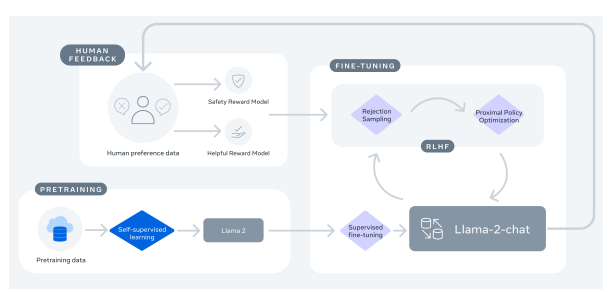 HUMAN
FEEDBACK
Safety Reward Model
Human preference data
Helpful Reward Model
FINE-TUNING
Rejection
Sampling
Proximal Policy
Optimization
RLHF
PRETRAINING
Pretraining data
Self-supervised
learning
Llama 2
Supervised
fine-tuning
Llama-2-chat